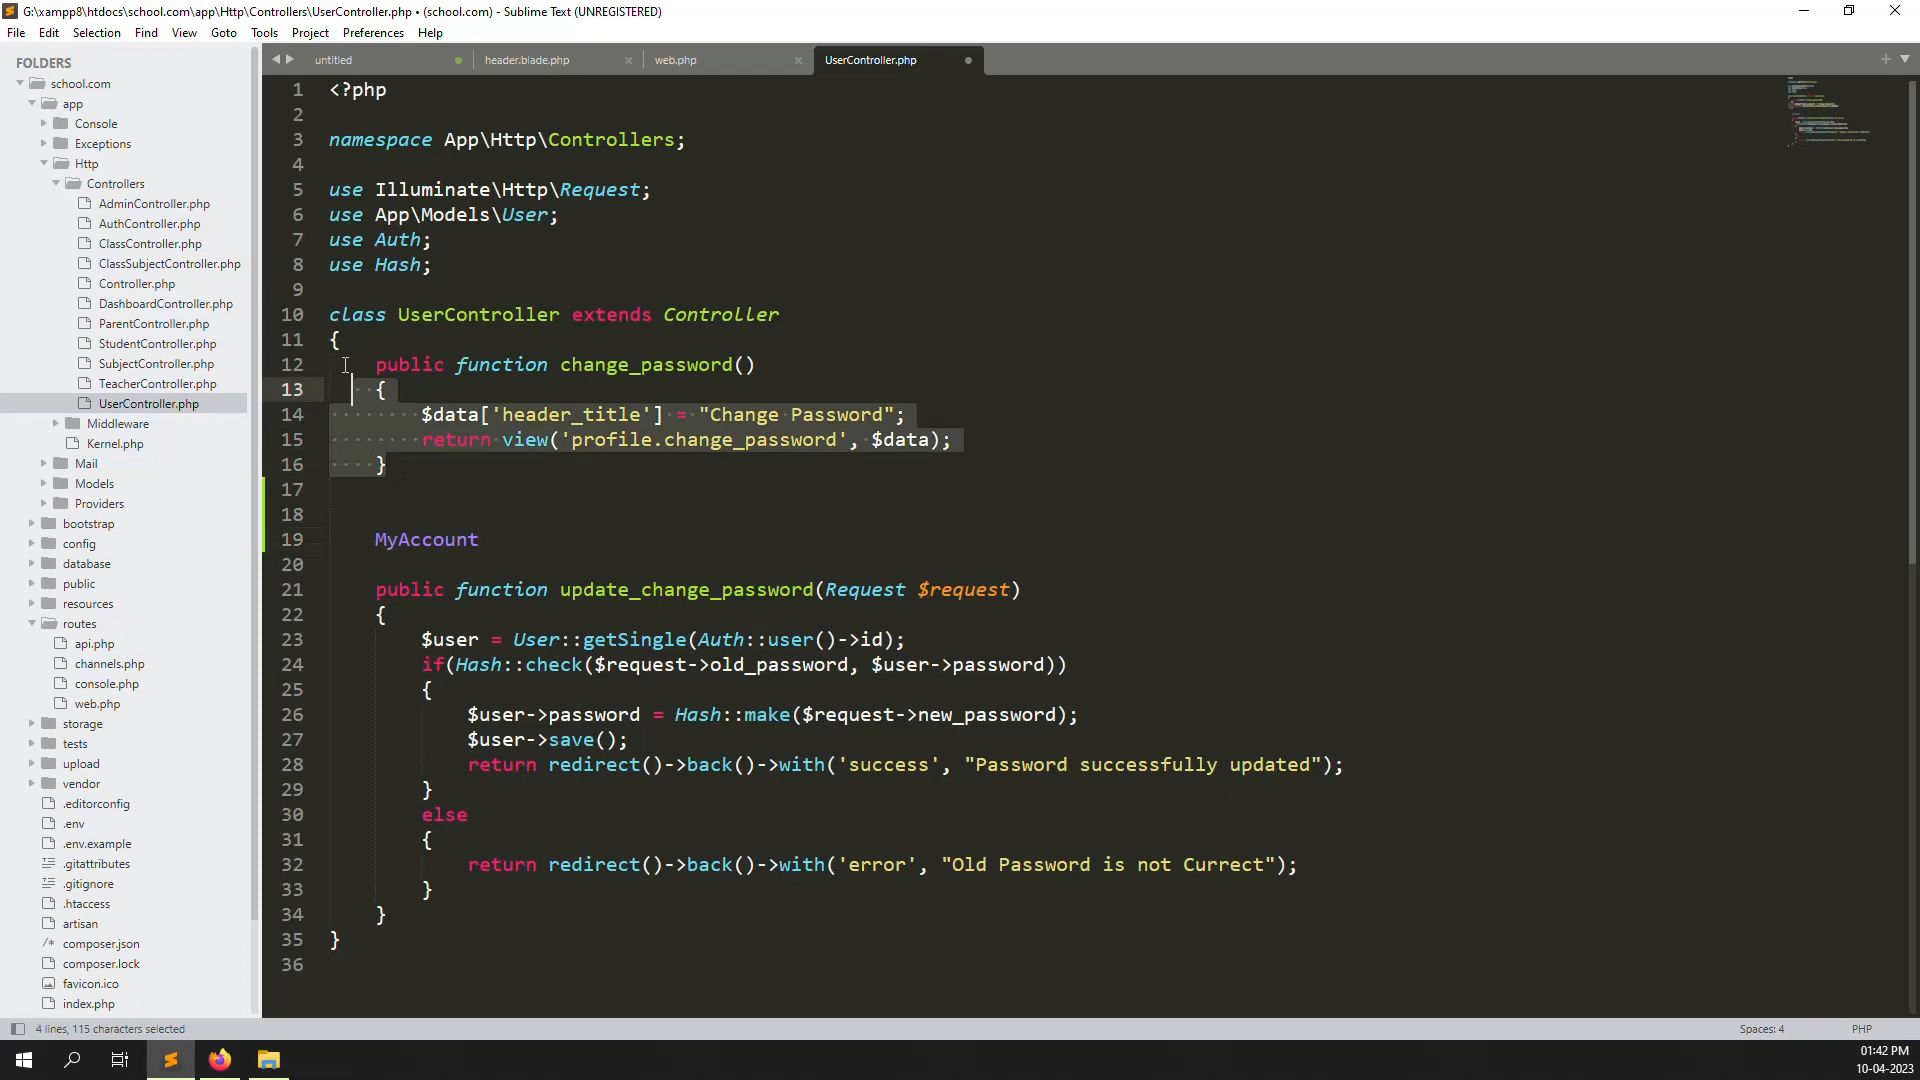 G:\xampp8\htdocs\school.com\app\Http\Controllers\UserController.php • (school.com) - Sublime Text (UNREGISTERED)
File Edit Selection Find View Goto Tools Project Preferences Help
FOLDERS
school.com
app
Console
Exceptions
Http
Controllers
AdminController.php
AuthController.php
ClassController.php
ClassSubjectController.php
Controller.php
DashboardController.php
ParentController.php
StudentController.php
SubjectController.php
TeacherController.php
UserController.php
Middleware
Kernel.php
Mail
Models
Providers
bootstrap
config
database
public
resources
routes
api.php
channels.php
console.php
web.php
storage
tests
upload
vendor
.editorconfig
.env
.env.example
.gitattributes
.gitignore
.htaccess
artisan
composer.json
composer.lock
favicon.ico
index.php
untitled header.blade.php web.php UserController.php
1 <?php
2
3 namespace App\Http\Controllers;
4
5 use Illuminate\Http\Request;
6 use App\Models\User;
7 use Auth;
8 use Hash;
9
10 class UserController extends Controller
11 {
12 public function change_password()
13 {
14 $data['header_title'] = "Change Password";
15 return view('profile.change_password', $data);
16 }
17
18
19 MyAccount
20
21 public function update_change_password(Request $request)
22 {
23 $user = User::getSingle(Auth::user()->id);
24 if(Hash::check($request->old_password, $user->password))
25 {
26 $user->password = Hash::make($request->new_password);
27 $user->save();
28 return redirect()->back()->with('success', "Password successfully updated");
29 }
30 else
31 {
32 return redirect()->back()->with('error', "Old Password is not Currect");
33 }
34 }
35 }
36
4 lines, 115 characters selected Spaces: 4 PHP
01:42 PM
10-04-2023